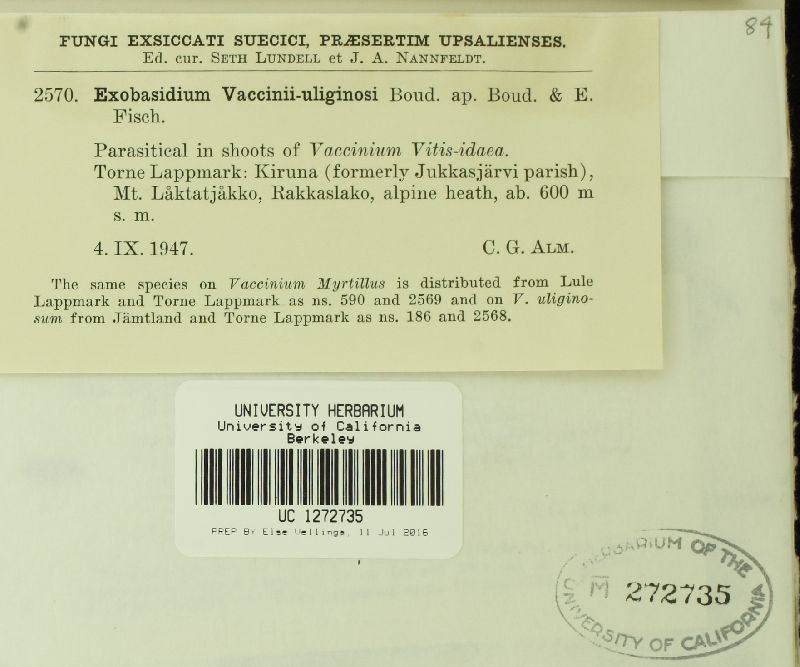 84
FUNGI EXSICCATI SUECICI, PRÆSERTIM UPSALIENSES.
Ed. cur. SETH LUNDELL et J. A. NANNFELDT.
2570. Exobasidium Vaccinii-uliginosi Boud. ap. Boud. & E.
Fisch.
Parasitical in shoots of Vaccinium Vitis-idaea.
Torne Lappmark: Kiruna (formerly Jukkasjärvi parish),
Mt. Låktatjåkko, Rakkaslako, alpine heath, ab. 600 m
s. m.
4. IX. 1947. C. G. ALM.
The same species on Vaccinium Myrtillus is distributed from Lule
Lappmark and Torne Lappmark as ns. 590 and 2569 and on V. uligino-
sum from Jämtland and Torne Lappmark as ns. 186 and 2568.
UNIVERSITY HERBARIUM
University of California
Berkeley
UC 1272735
PREP BY Else Vellinga, 11 Jul 2016
HERBARIUM OF THE
M 272735
UNIVERSITY OF CALIFORNIA